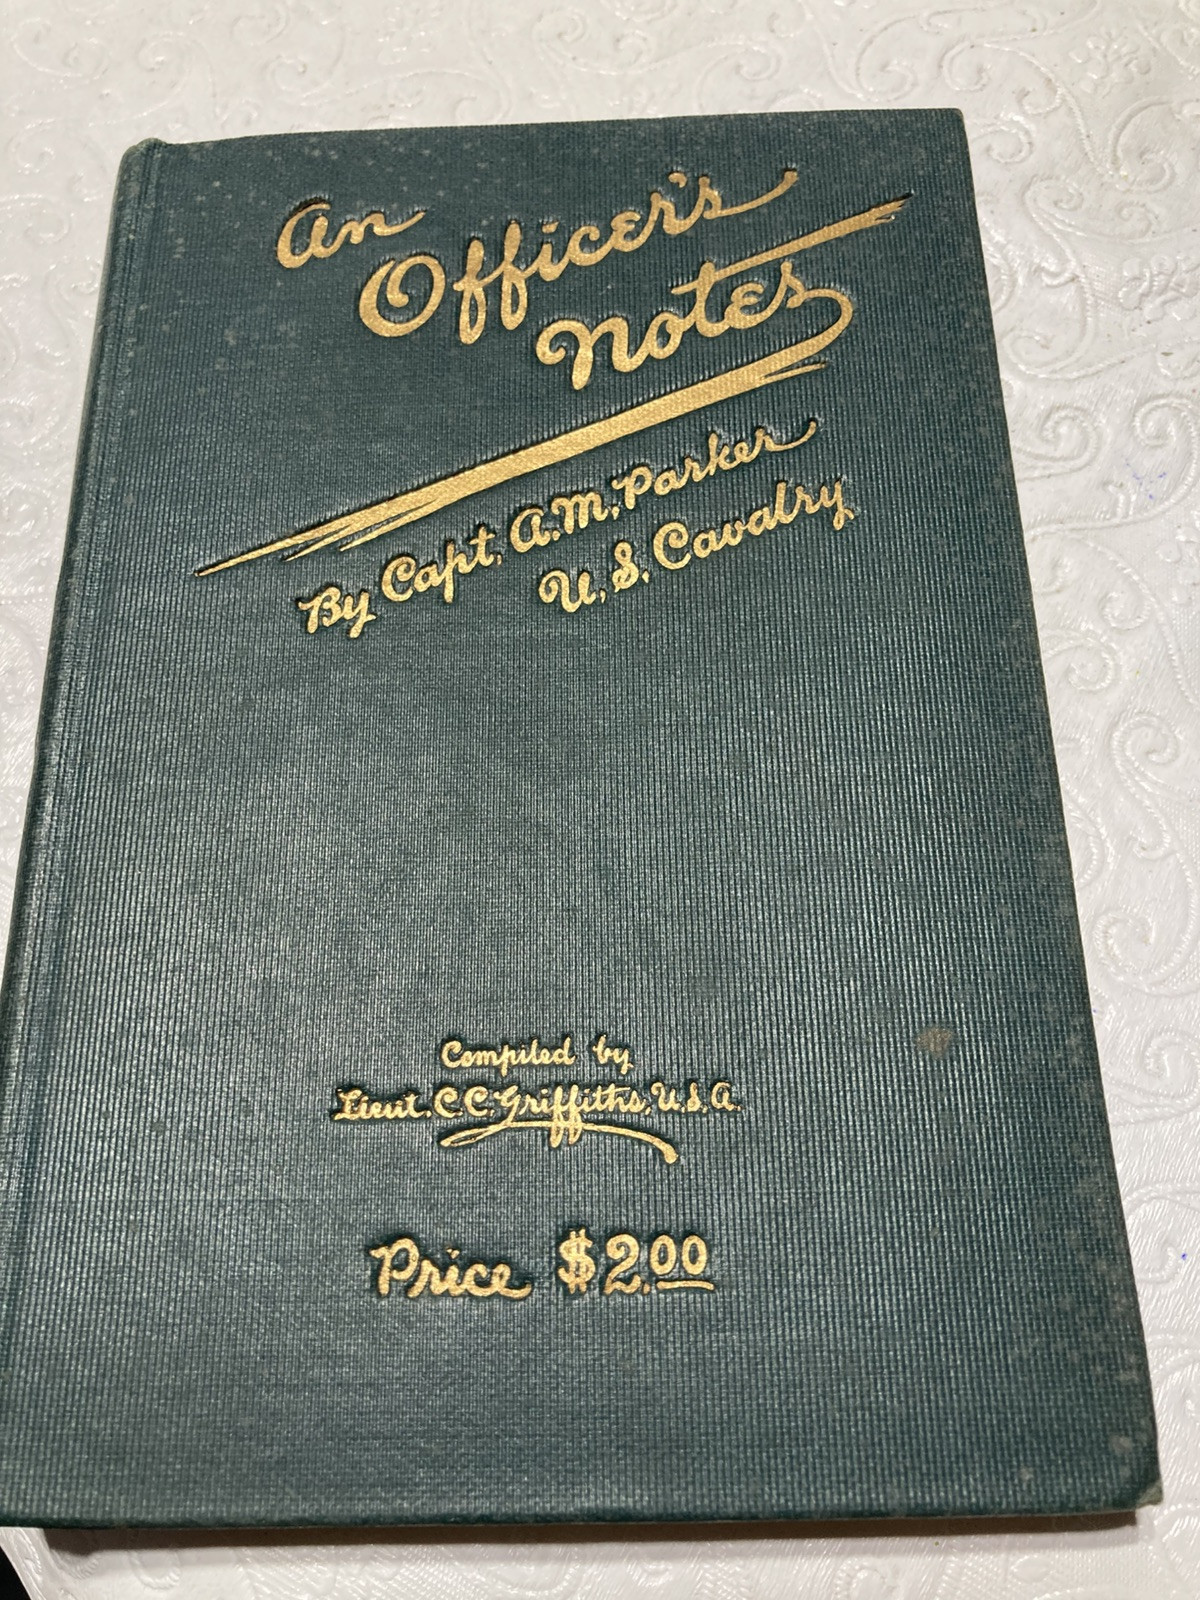 An
Officer's
Notes
By Capt. A.M. Parker
U.S. Cavalry
Compiled by
Lieut. C.C. Griffiths, U.S.A.
Price $2.00